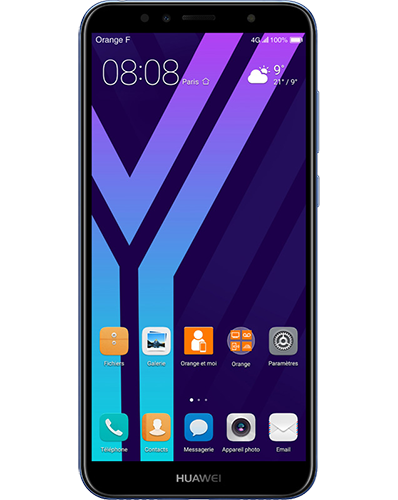 Orange F 4G 100%
08:08 Paris 9°
21° / 9°
Fichiers Galerie Orange et moi Orange Paramètres
Téléphone Contacts Messagerie Appareil photo Email
HUAWEI